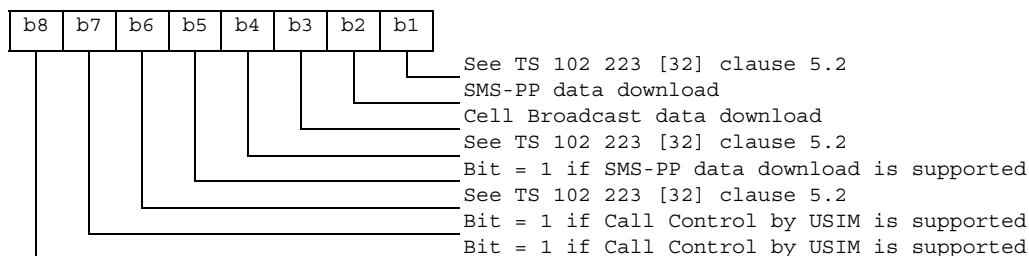 b8 b7 b6 b5 b4 b3 b2 b1
See TS 102 223 [32] clause 5.2
SMS-PP data download
Cell Broadcast data download
See TS 102 223 [32] clause 5.2
Bit = 1 if SMS-PP data download is supported
See TS 102 223 [32] clause 5.2
Bit = 1 if Call Control by USIM is supported
Bit = 1 if Call Control by USIM is supported